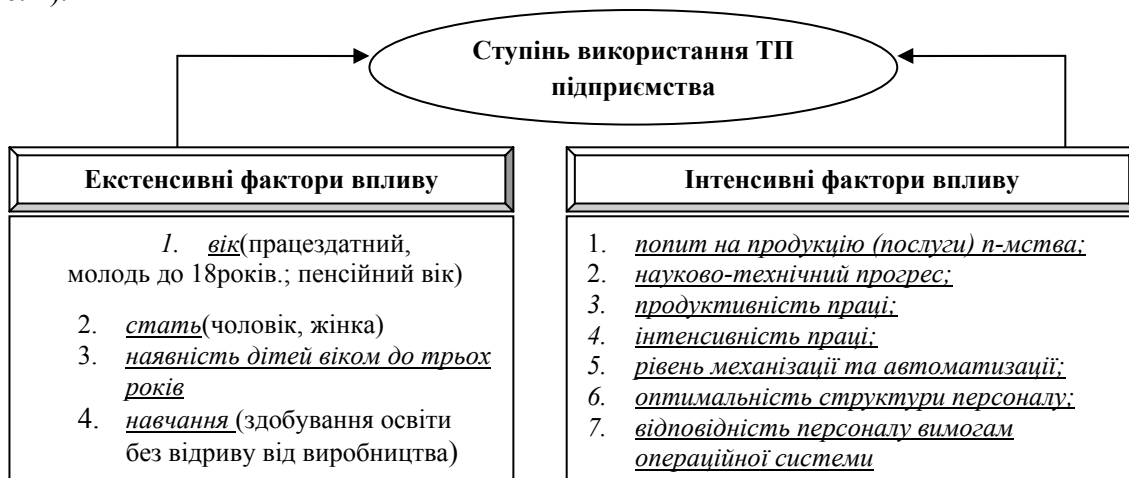 Ступінь використання ТП
підприємства
Екстенсивні фактори впливу
1. вік(працездатний,
молодь до 18років.; пенсійний вік)
2. стать(чоловік, жінка)
3. наявність дітей віком до трьох
років
4. навчання (здобування освіти
без відриву від виробництва)
Інтенсивні фактори впливу
1. попит на продукцію (послуги) п-мства;
2. науково-технічний прогрес;
3. продуктивність праці;
4. інтенсивність праці;
5. рівень механізації та автоматизації;
6. оптимальність структури персоналу;
7. відповідність персоналу вимогам
операційної системи